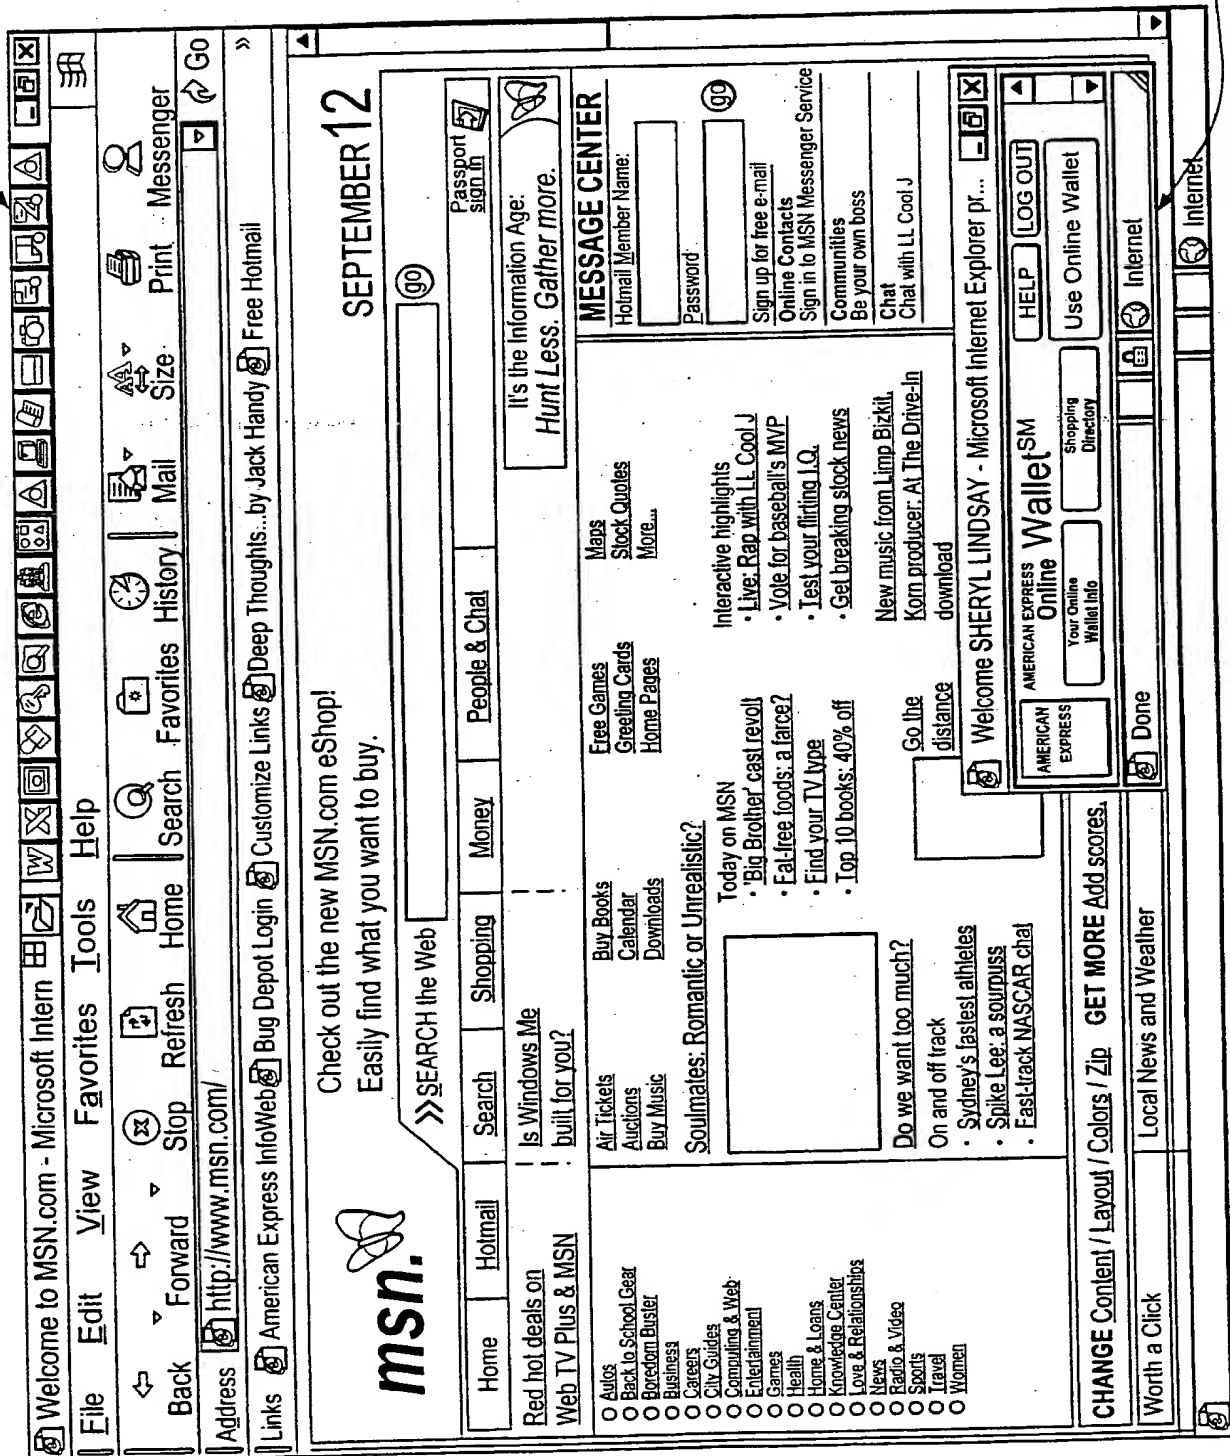 Welcome to MSN.com - Microsoft Intern
File Edit View Favorites Tools Help
Back Forward Stop Refresh Home Search Favorites History Mail Size Print Messenger
Address http://www.msn.com/ Go
Links American Express InfoWeb Bug Depot Login Customize Links Deep Thoughts...by Jack Handy Free Hotmail »
msn.
Check out the new MSN.com eShop!
Easily find what you want to buy.
SEPTEMBER 12
>>SEARCH the Web go
Passport
sign in
Home Hotmail Search Shopping Money People & Chat
Red hot deals on
Web TV Plus & MSN
Is Windows Me
built for you?
It's the Information Age:
Hunt Less. Gather more.
Autos
Back to School Gear
Boredom Buster
Business
Careers
City Guides
Computing & Web
Entertainment
Games
Health
Home & Loans
Knowledge Center
Love & Relationships
News
Radio & Video
Sports
Travel
Women
Air Tickets
Auctions
Buy Music
Buy Books
Calendar
Downloads
Free Games
Greeting Cards
Home Pages
Maps
Stock Quotes
More...
Soulmates: Romantic or Unrealistic?
Do we want too much?
On and off track
· Sydney's fastest athletes
· Spike Lee: a sourpuss
· Fast-track NASCAR chat
Today on MSN
· 'Big Brother' cast revolt
· Fat-free foods: a farce?
· Find your TV type
· Top 10 books: 40% off
Go the
distance
Interactive highlights
· Live: Rap with LL Cool J
· Vote for baseball's MVP
· Test your flirting I.Q.
· Get breaking stock news
New music from Limp Bizkit,
Korn producer: At The Drive-In
download
MESSAGE CENTER
Hotmail Member Name:
Password:
go
Sign up for free e-mail
Online Contacts
Sign in to MSN Messenger Service
Communities
Be your own boss
Chat
Chat with LL Cool J
CHANGE Content / Layout / Colors / Zip GET MORE Add scores,
Worth a Click Local News and Weather
Welcome SHERYL LINDSAY - Microsoft Internet Explorer pr...
AMERICAN
EXPRESS
AMERICAN EXPRESS
Online Wallet SM
HELP LOG OUT
Your Online
Wallet Info
Shopping
Directory
Use Online Wallet
Done Internet
Internet